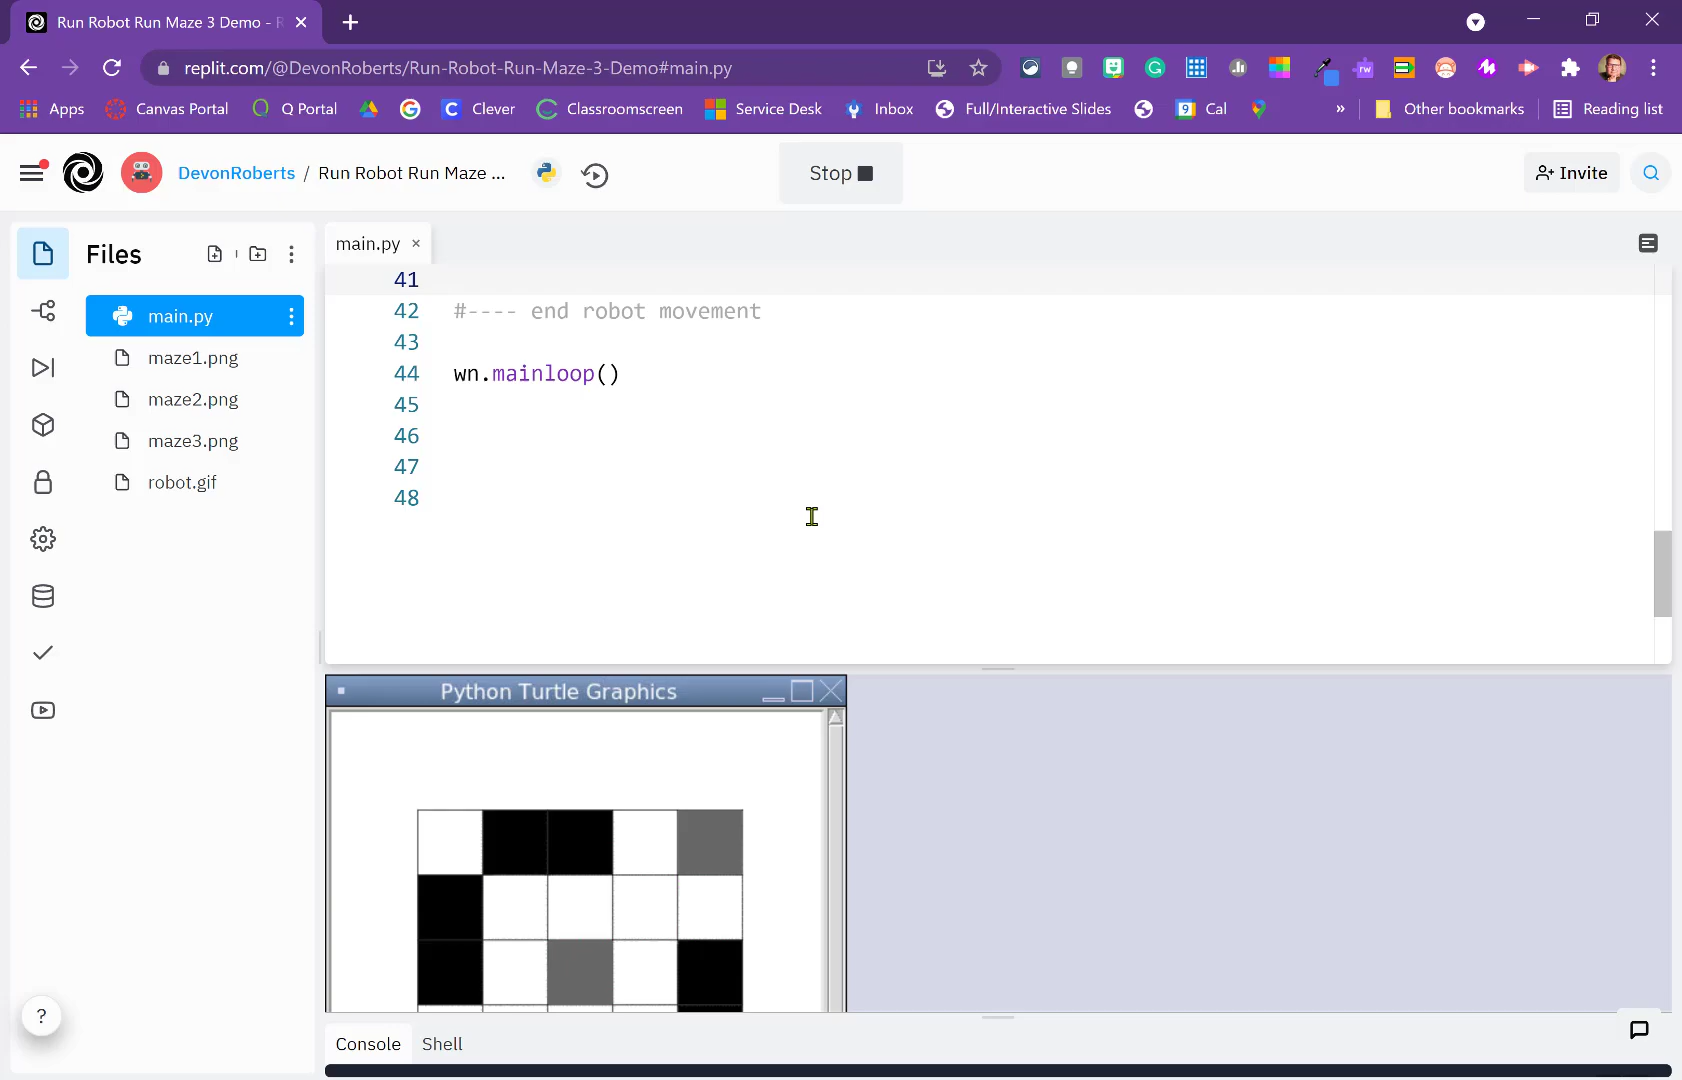 Run Robot Run Maze 3 Demo - R
replit.com/@DevonRoberts/Run-Robot-Run-Maze-3-Demo#main.py
rw
Apps
Canvas Portal
Q Portal
Clever
Classroomscreen
Service Desk
Inbox
Full/Interactive Slides
9
Cal
»
Other bookmarks
Reading list
DevonRoberts / Run Robot Run Maze ...
Stop
Invite
Files
main.py
maze1.png
maze2.png
maze3.png
robot.gif
main.py ×
41
42 #---- end robot movement
43
44 wn.mainloop()
45
46
47
48
Python Turtle Graphics
?
Console
Shell